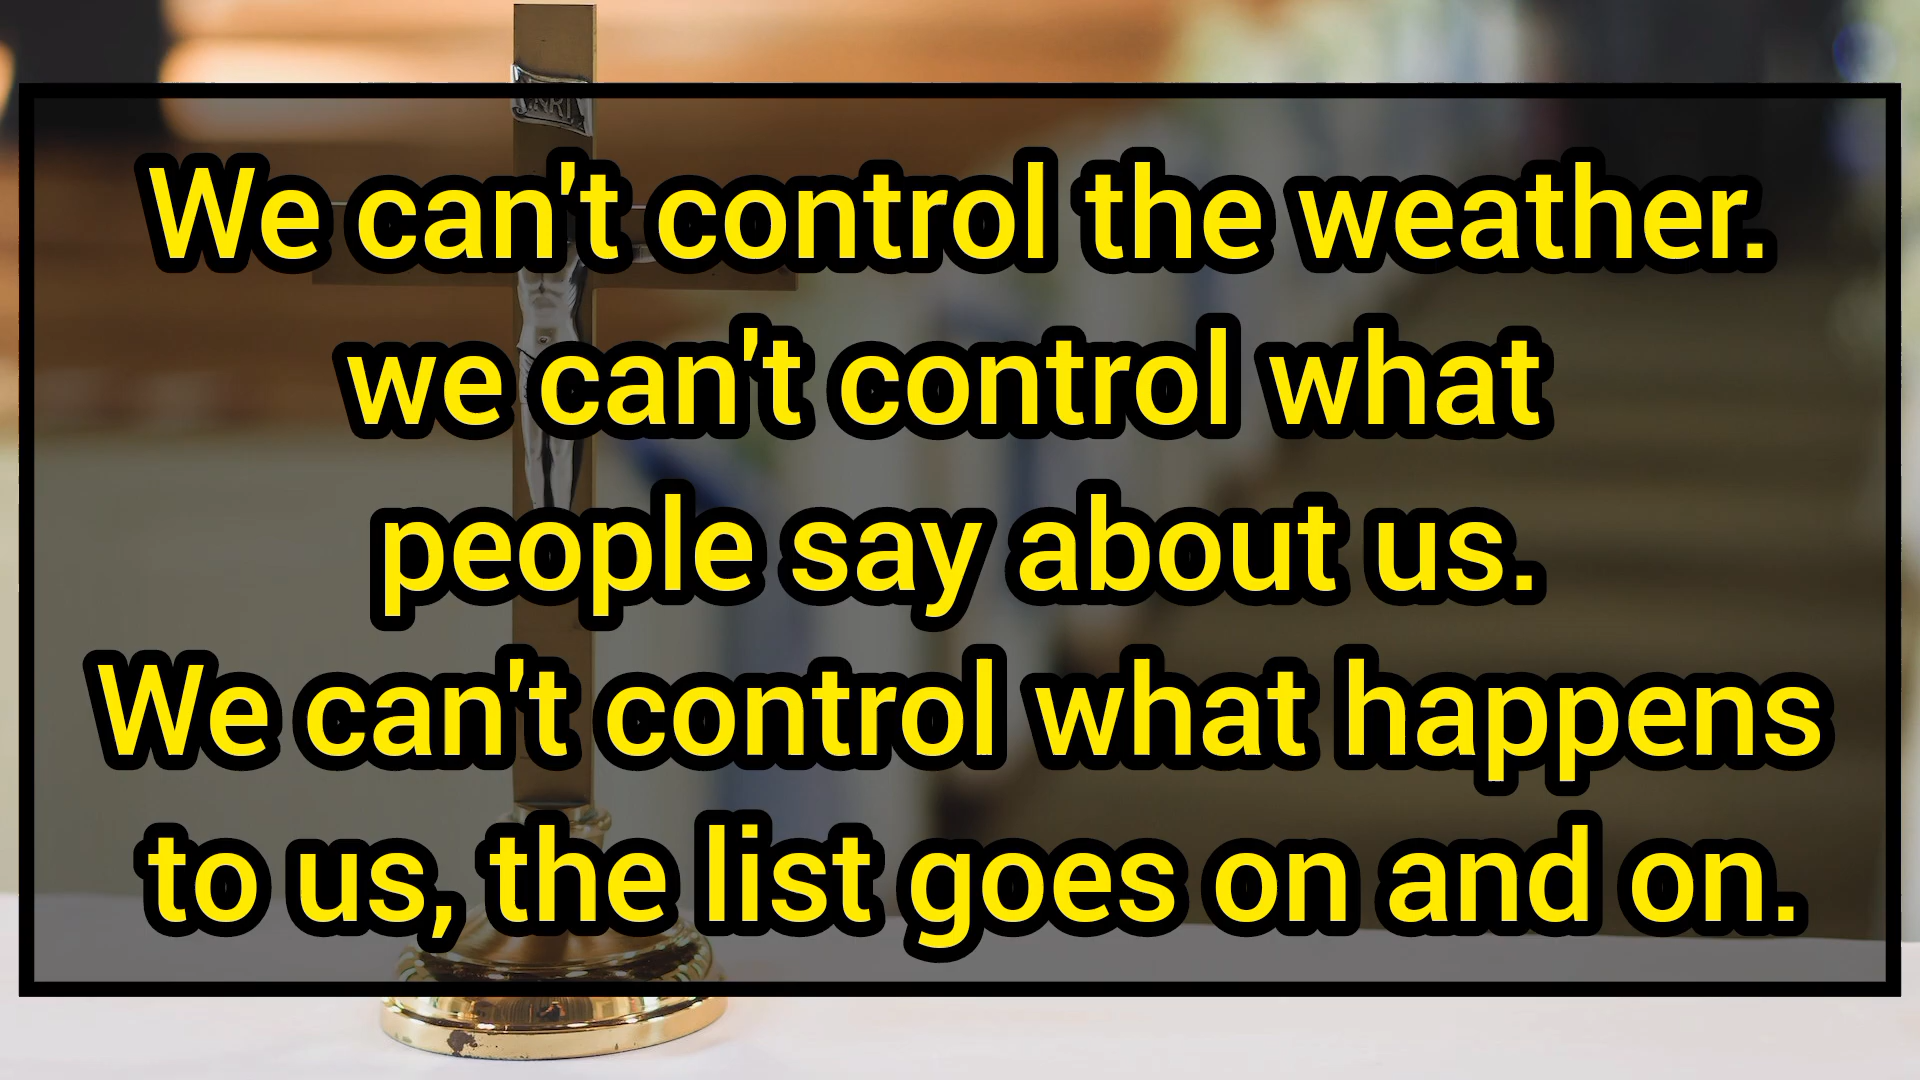 INRI
We can't control the weather.
we can't control what
people say about us.
We can't control what happens
to us, the list goes on and on.